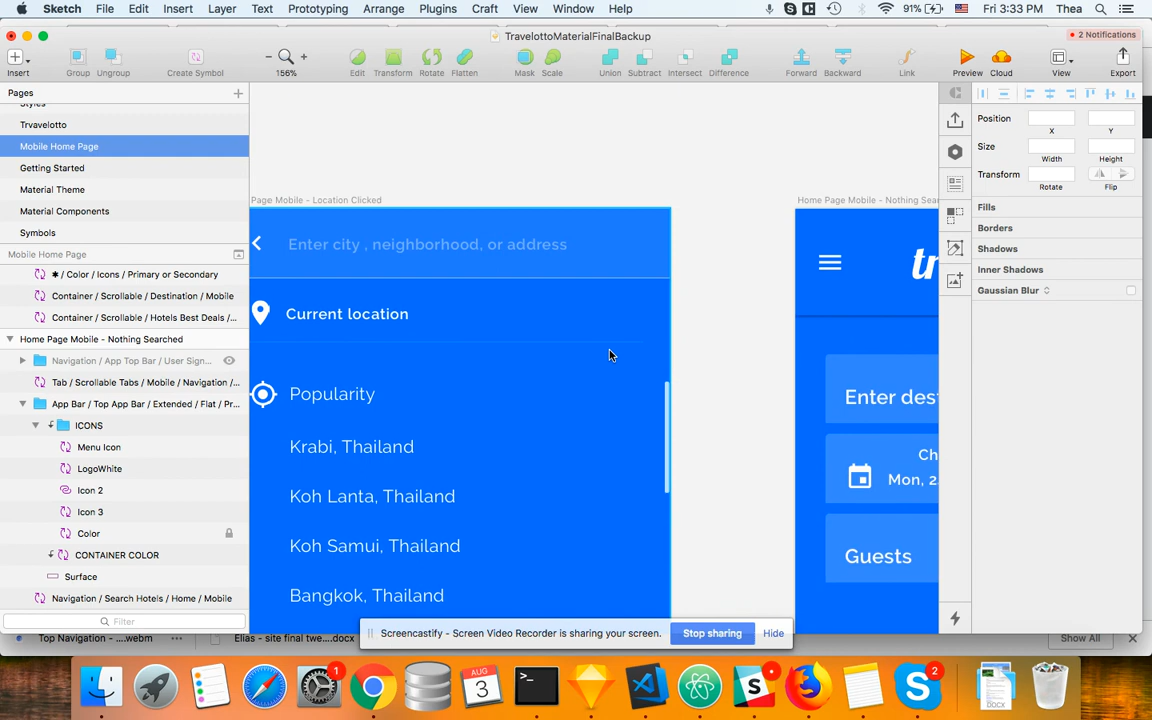 Sketch File Edit Insert Layer Text Prototyping Arrange Plugins Craft View Window Help 91% Fri 3:33 PM Thea
TravelottoMaterialFinalBackup
2 Notifications
Insert Group Ungroup Create Symbol 156% Edit Transform Rotate Flatten Mask Scale Union Subtract Intersect Difference Forward Backward Link Preview Cloud View Export
Pages
Styles
Trvavelotto
Mobile Home Page
Getting Started
Material Theme
Material Components
Symbols
Mobile Home Page
✱ / Color / Icons / Primary or Secondary
Container / Scrollable / Destination / Mobile
Container / Scrollable / Hotels Best Deals /...
Home Page Mobile - Nothing Searched
Navigation / App Top Bar / User Sign...
Tab / Scrollable Tabs / Mobile / Navigation /...
App Bar / Top App Bar / Extended / Flat / Pr...
ICONS
Menu Icon
LogoWhite
Icon 2
Icon 3
Color
CONTAINER COLOR
Surface
Navigation / Search Hotels / Home / Mobile
Filter
Page Mobile - Location Clicked
Enter city , neighborhood, or address
Current location
Popularity
Krabi, Thailand
Koh Lanta, Thailand
Koh Samui, Thailand
Bangkok, Thailand
Home Page Mobile - Nothing Sear
tr
Enter des
Ch
Mon, 2
Guests
Position
X Y
Size
Width Height
Transform
Rotate Flip
Fills
Borders
Shadows
Inner Shadows
Gaussian Blur
Top Navigation - ....webm
Elias - site final twe....docx
Show All
Screencastify - Screen Video Recorder is sharing your screen. Stop sharing Hide
1
AUG
3
2
DOCX